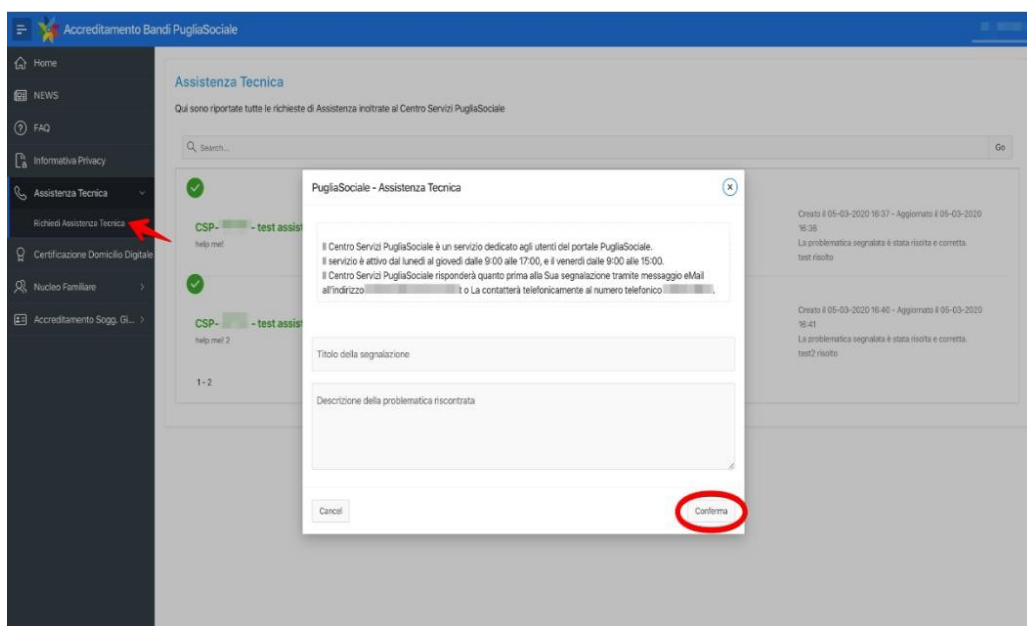 Accreditamento Bandi PugliaSociale
Home
NEWS
FAQ
Informativa Privacy
Assistenza Tecnica
Richiedi Assistenza Tecnica
Certificazione Domicilio Digitale
Nucleo Familiare
Accreditamento Sogg. Gi...
Assistenza Tecnica
Qui sono riportate tutte le richieste di Assistenza inoltrate al Centro Servizi PugliaSociale
Search...
Go
CSP- - test assist
help me!
Creato il 05-03-2020 16:37 - Aggiornato il 05-03-2020
16:38
La problematica segnalata è stata risolta e corretta.
test risolto
CSP- - test assist
help me! 2
Creato il 05-03-2020 16:40 - Aggiornato il 05-03-2020
16:41
La problematica segnalata è stata risolta e corretta.
test2 risolto
1 - 2
PugliaSociale - Assistenza Tecnica
Il Centro Servizi PugliaSociale è un servizio dedicato agli utenti del portale PugliaSociale.
Il servizio è attivo dal lunedì al giovedì dalle 9:00 alle 17:00, e il venerdì dalle 9:00 alle 15:00.
Il Centro Servizi PugliaSociale risponderà quanto prima alla Sua segnalazione tramite messaggio eMail
all'indirizzo t o La contatterà telefonicamente al numero telefonico .
Titolo della segnalazione
Descrizione della problematica riscontrata
Cancel
Conferma